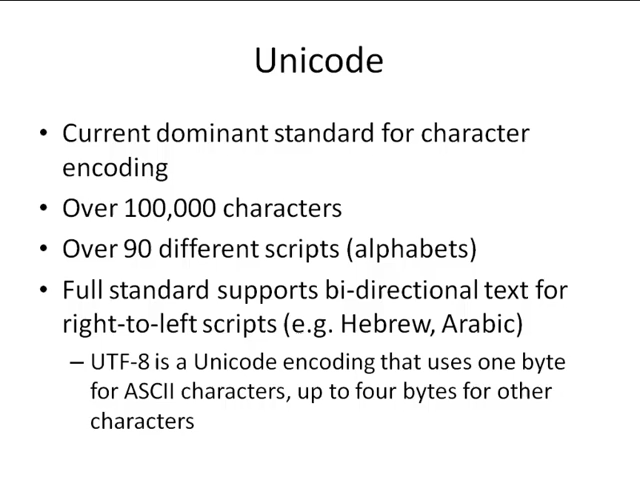 Unicode
• Current dominant standard for character
encoding
• Over 100,000 characters
• Over 90 different scripts (alphabets)
• Full standard supports bi-directional text for
right-to-left scripts (e.g. Hebrew, Arabic)
– UTF-8 is a Unicode encoding that uses one byte
for ASCII characters, up to four bytes for other
characters